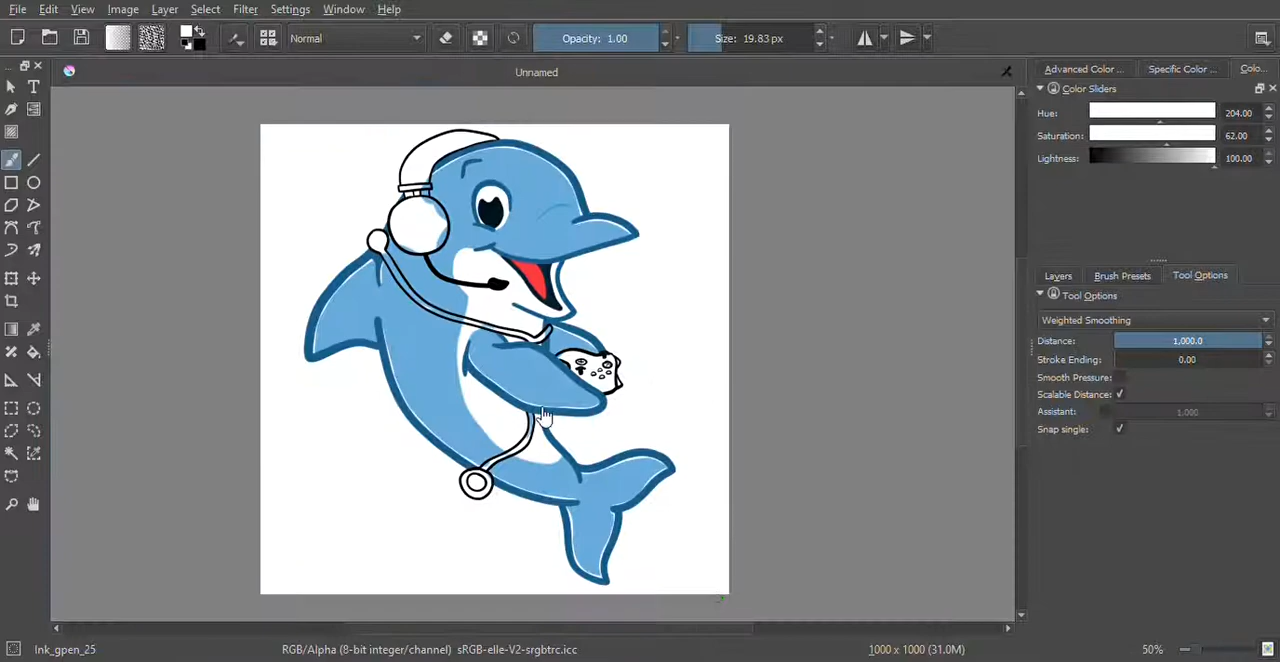 File Edit View Image Layer Select Filter Settings Window Help
Normal Opacity: 1.00 Size: 19.83 px
Unnamed
Advanced Color ... Specific Color ... Colo...
Color Sliders
Hue: 204.00
Saturation: 62.00
Lightness: 100.00
Layers Brush Presets Tool Options
Tool Options
Weighted Smoothing
Distance: 1,000.0
Stroke Ending: 0.00
Smooth Pressure:
Scalable Distance:
Assistant: 1,000
Snap single:
Ink_gpen_25 RGB/Alpha (8-bit integer/channel) sRGB-elle-V2-srgbtrc.icc 1000 x 1000 (31.0M) 50%